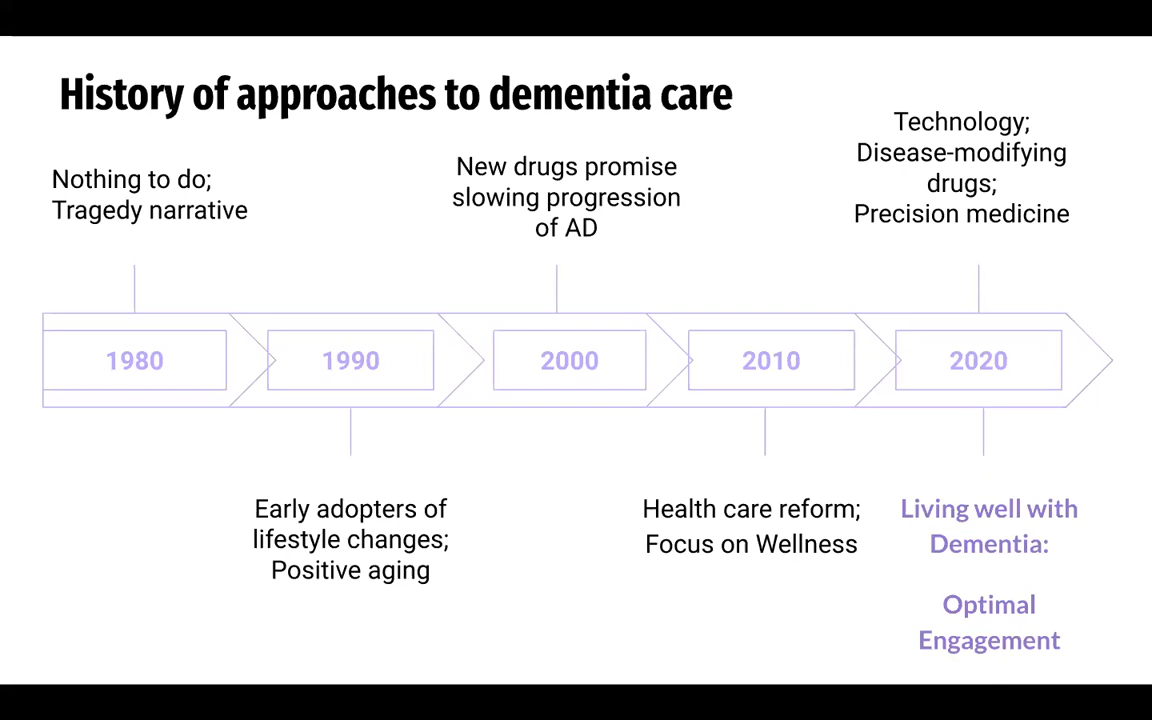 History of approaches to dementia care
Nothing to do;
Tragedy narrative
New drugs promise
slowing progression
of AD
Technology;
Disease-modifying
drugs;
Precision medicine
1980
1990
2000
2010
2020
Early adopters of
lifestyle changes;
Positive aging
Health care reform;
Focus on Wellness
Living well with
Dementia:
Optimal
Engagement